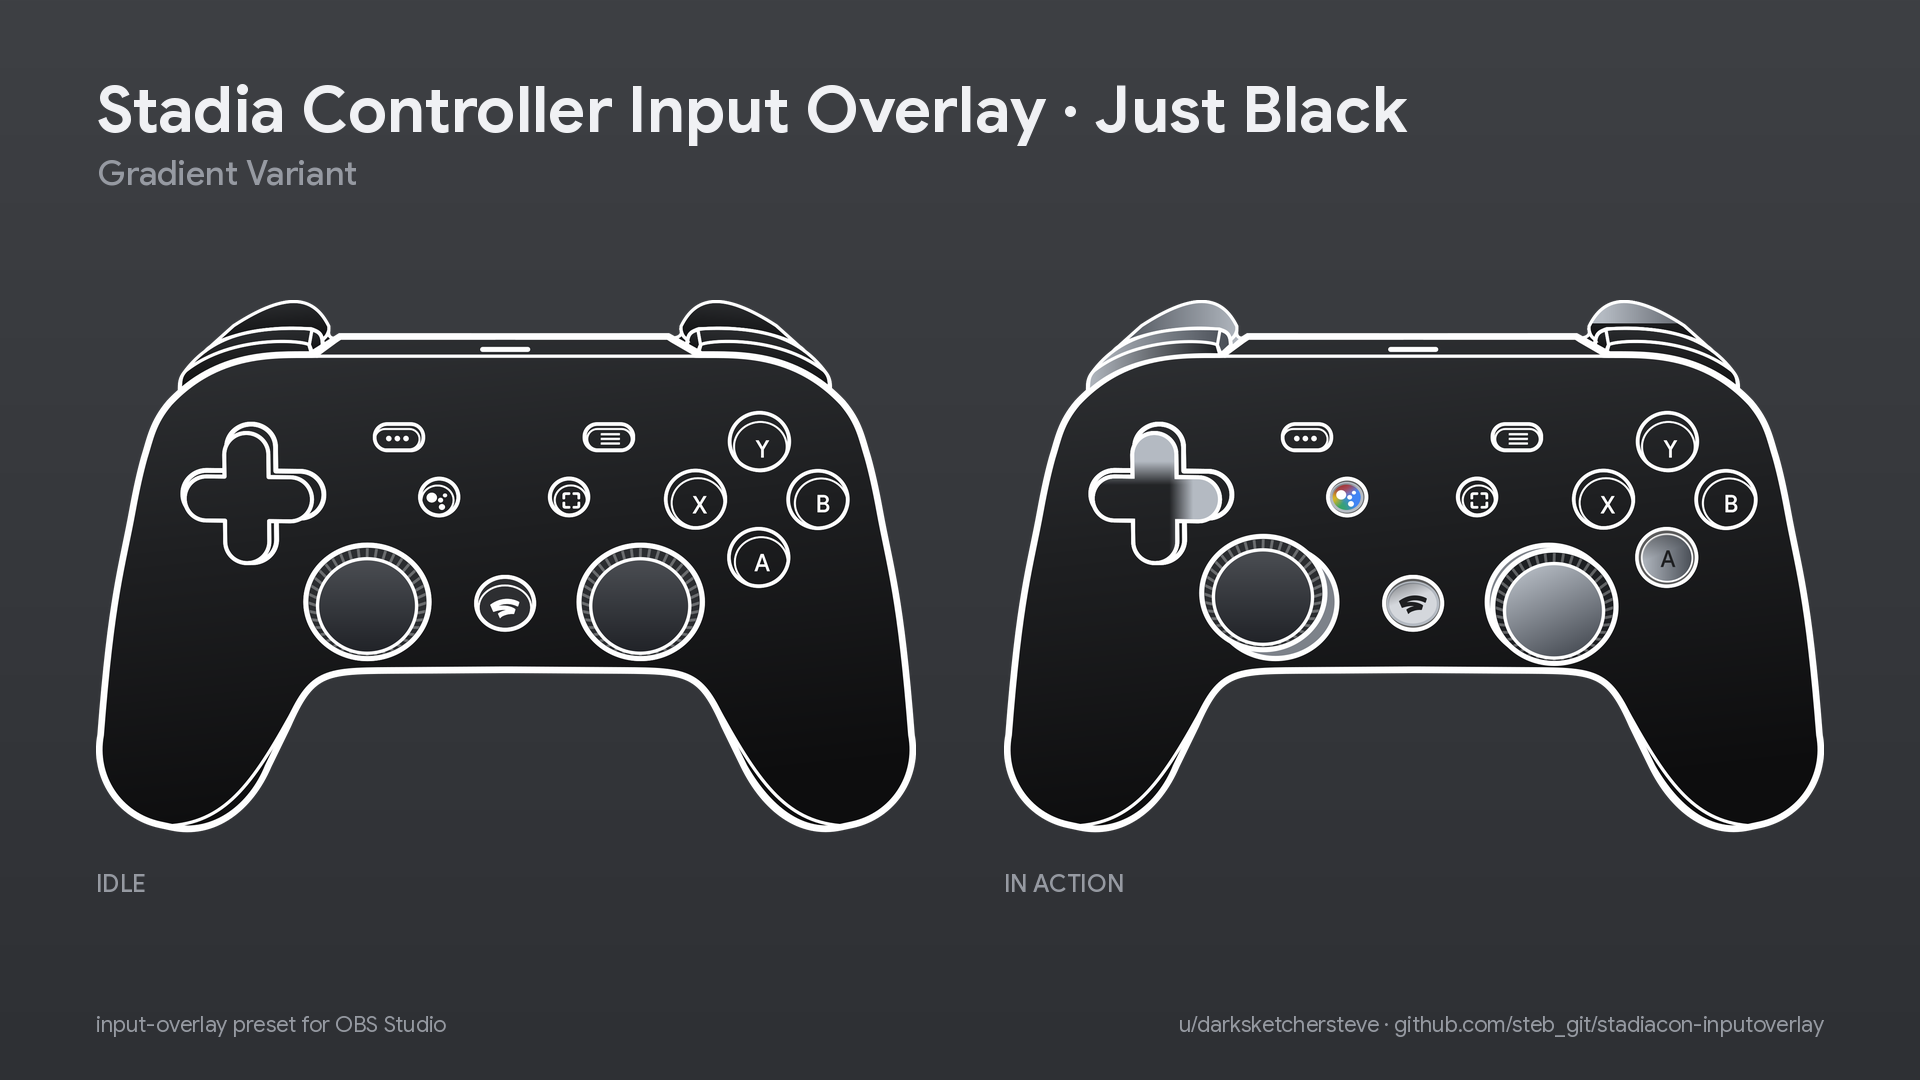 Stadia Controller Input Overlay · Just Black
Gradient Variant
Y
X
B
A
Y
X
B
A
IDLE
IN ACTION
input-overlay preset for OBS Studio
u/darksketchersteve · github.com/steb_git/stadiacon-inputoverlay